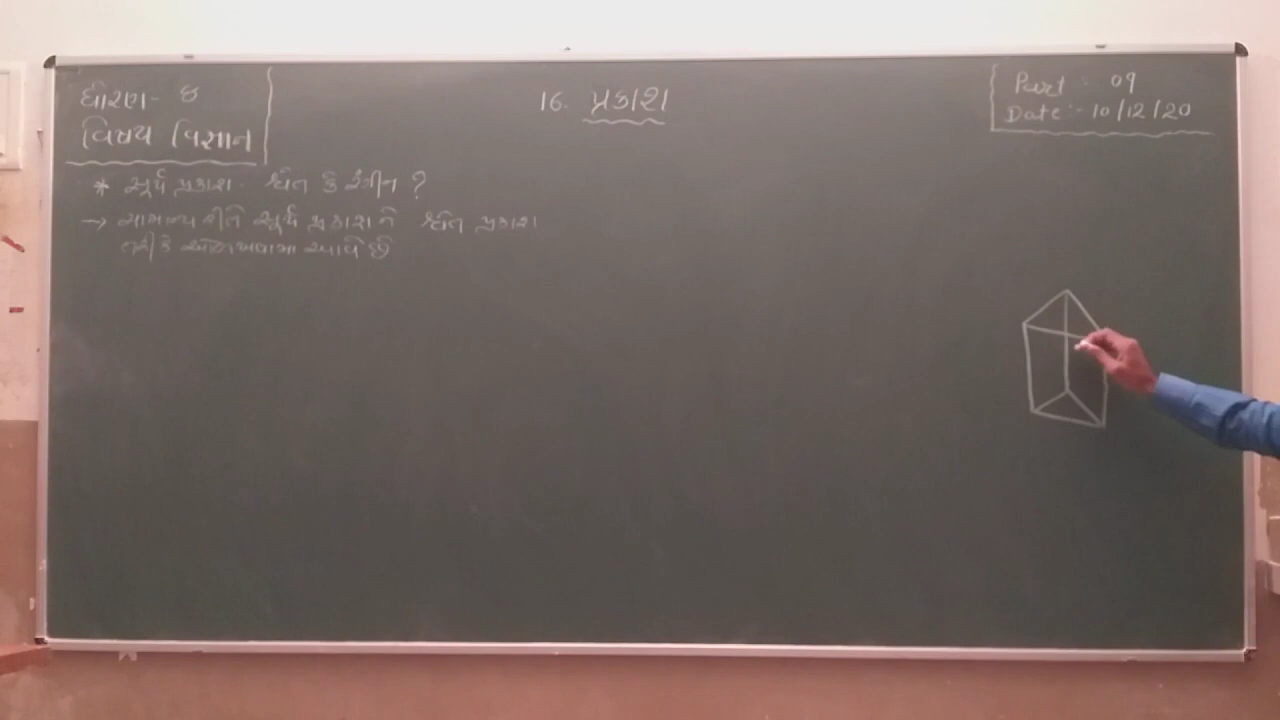 ધોરણ- ૮
વિષય વિજ્ઞાન
16. પ્રકાશ
Part : 09
Date:- 10/12/20
* સૂર્ય પ્રકાશ - શ્વેત કે રંગીન ?
→ સામાન્ય રીતે સૂર્ય પ્રકાશ ને શ્વેત પ્રકાશ
તરીકે ઓળખવામા આવે છે